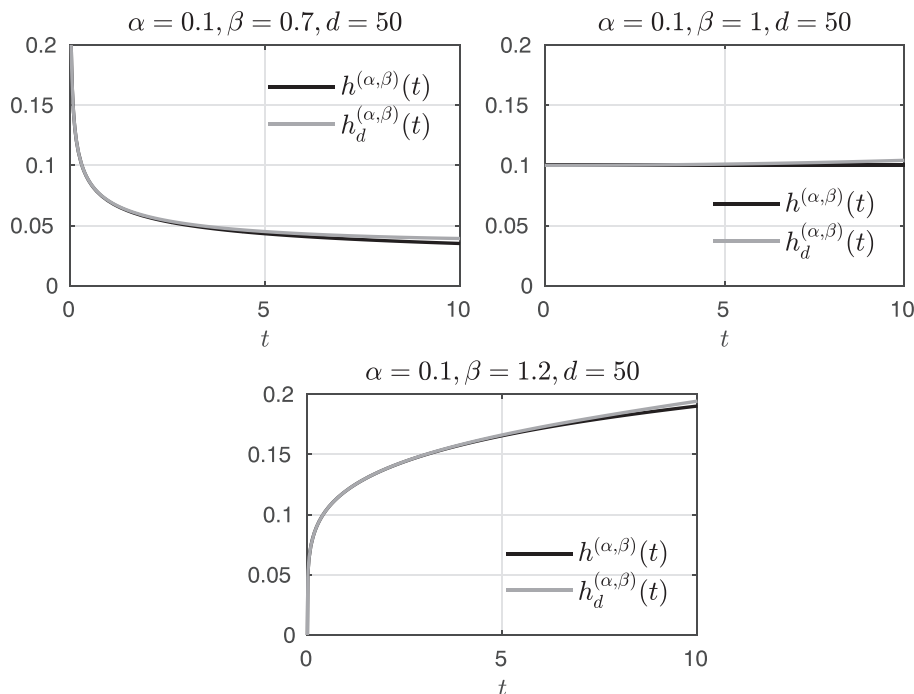 α = 0.1, β = 0.7, d = 50
0.2
0.15
0.1
0.05
0
0
5
10
t
h^{(α,β)}(t)
h_d^{(α,β)}(t)
α = 0.1, β = 1, d = 50
0.2
0.15
0.1
0.05
0
0
5
10
t
h^{(α,β)}(t)
h_d^{(α,β)}(t)
α = 0.1, β = 1.2, d = 50
0.2
0.15
0.1
0.05
0
0
5
10
t
h^{(α,β)}(t)
h_d^{(α,β)}(t)